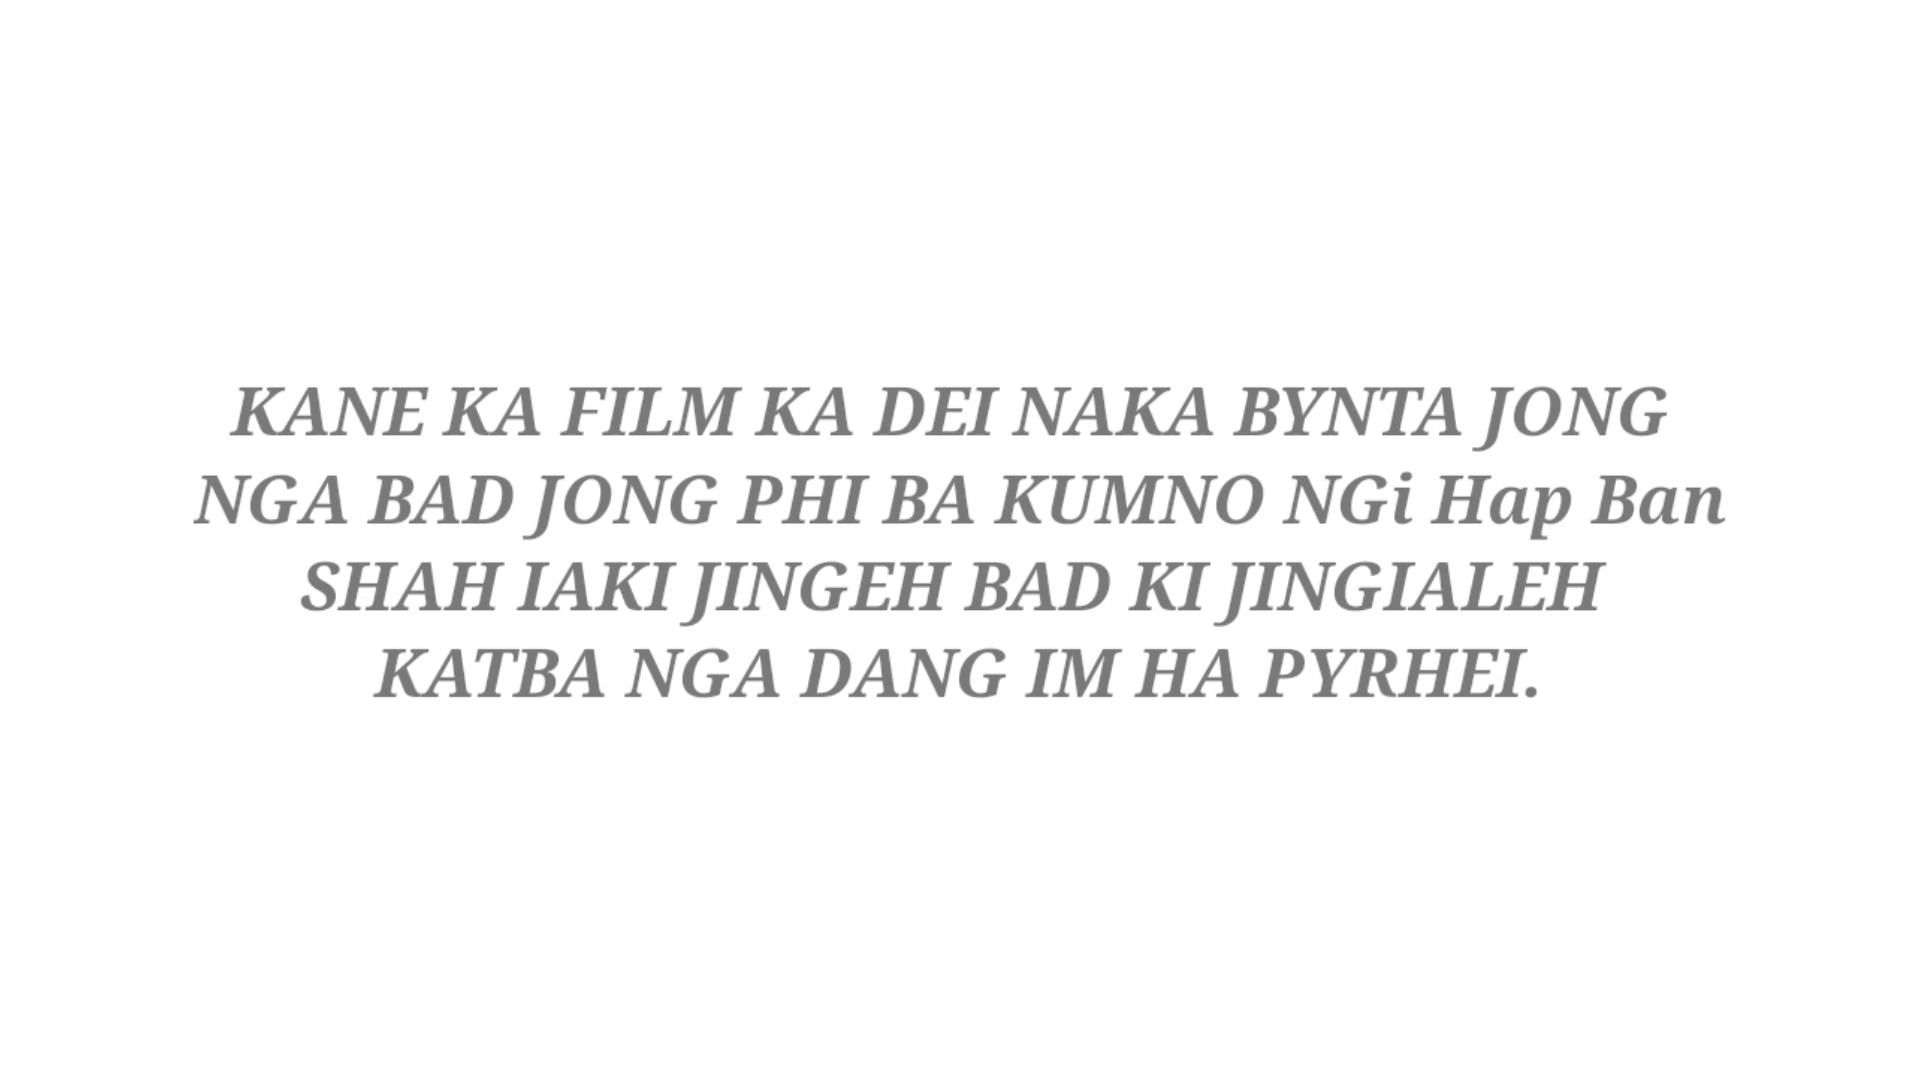 KANE KA FILM KA DEI NAKA BYNTA JONG
NGA BAD JONG PHI BA KUMNO NGi Hap Ban
SHAH IAKI JINGEH BAD KI JINGIALEH
KATBA NGA DANG IM HA PYRHEI.